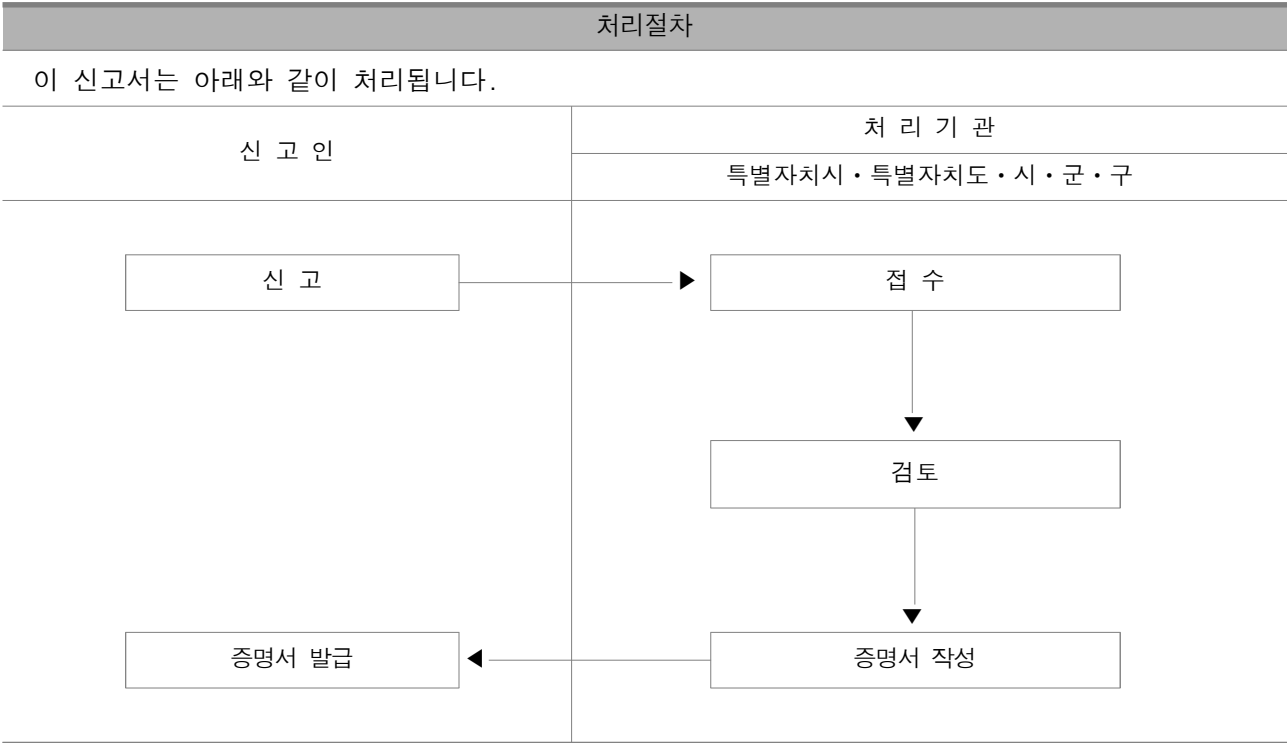 처리절차
이 신고서는 아래와 같이 처리됩니다.
신 고 인
처 리 기 관
특별자치시・특별자치도・시・군・구
신 고
접 수
검토
증명서 발급
증명서 작성